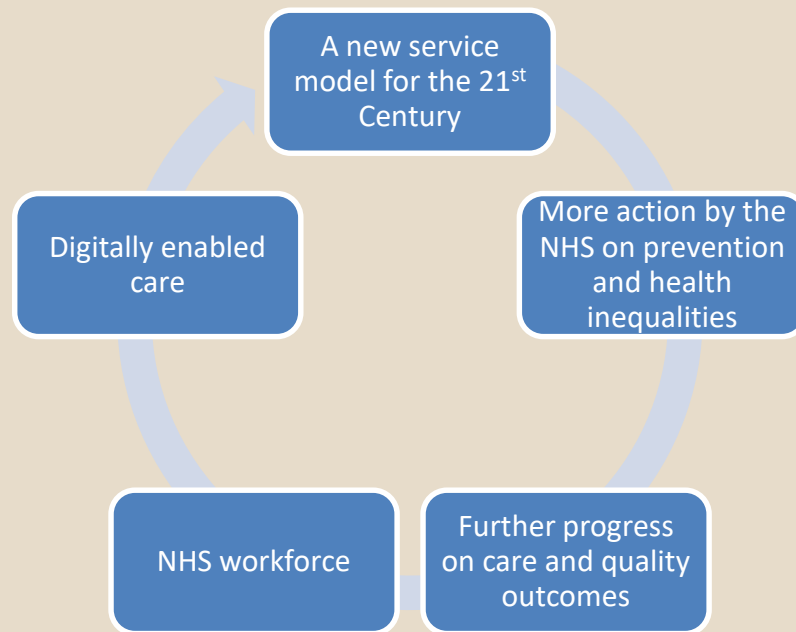 A new service
model for the 21st
Century
More action by the
NHS on prevention
and health
inequalities
Further progress
on care and quality
outcomes
NHS workforce
Digitally enabled
care